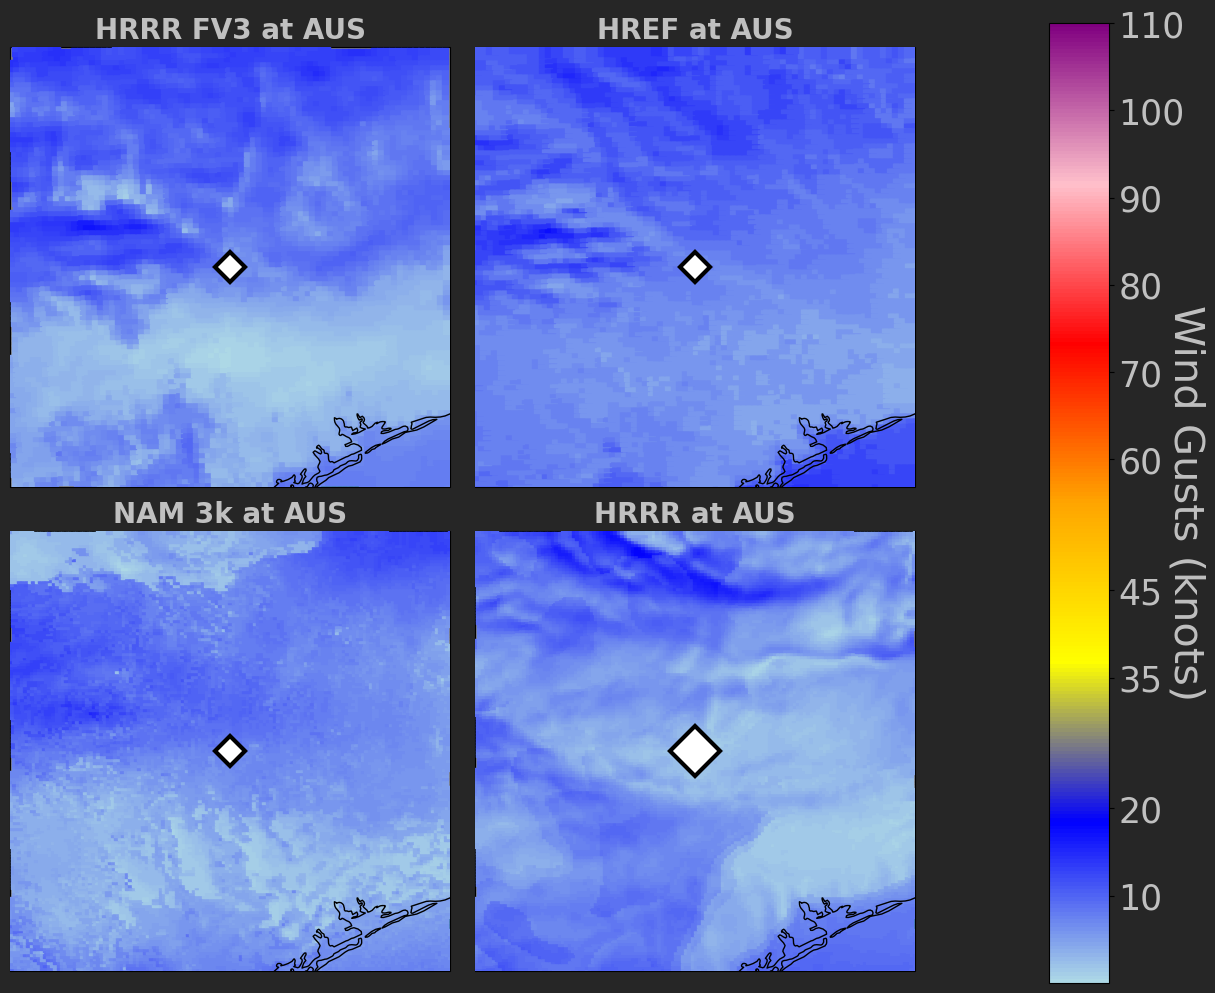 HRRR FV3 at AUS
HREF at AUS
NAM 3k at AUS
HRRR at AUS
110
100
90
80
70
60
45
35
20
10
Wind Gusts (knots)